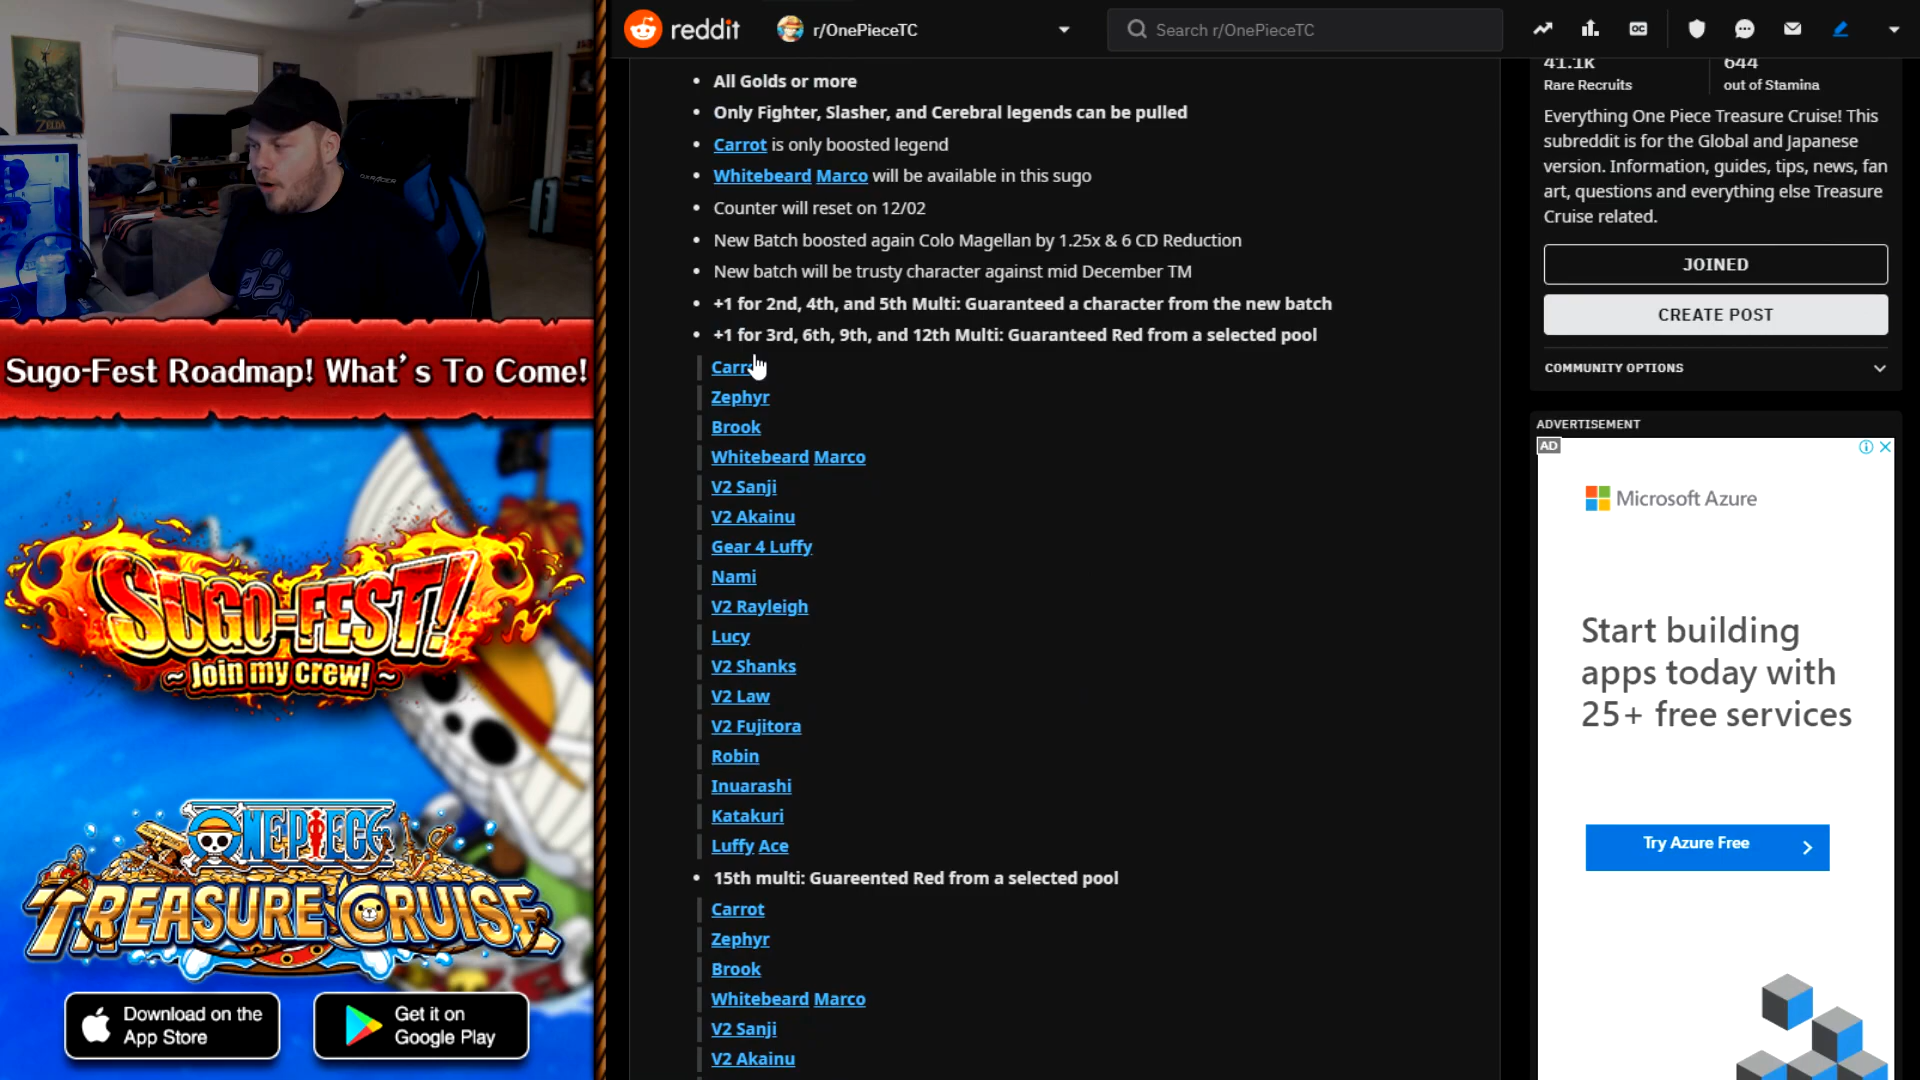 reddit
r/OnePieceTC
Search r/OnePieceTC
All Golds or more
Only Fighter, Slasher, and Cerebral legends can be pulled
Carrot is only boosted legend
Whitebeard Marco will be available in this sugo
Counter will reset on 12/02
New Batch boosted again Colo Magellan by 1.25x & 6 CD Reduction
New batch will be trusty character against mid December TM
+1 for 2nd, 4th, and 5th Multi: Guaranteed a character from the new batch
+1 for 3rd, 6th, 9th, and 12th Multi: Guaranteed Red from a selected pool
Zephyr
Brook
Whitebeard Marco
V2 Sanji
V2 Akainu
Gear 4 Luffy
Nami
V2 Rayleigh
Lucy
V2 Shanks
V2 Law
V2 Fujitora
Robin
Inuarashi
Katakuri
Luffy Ace
15th multi: Guareented Red from a selected pool
Carrot
Zephyr
Brook
Whitebeard Marco
V2 Sanji
V2 Akainu
41.1K
644
Rare Recruits
out of Stamina
Everything One Piece Treasure Cruise! This
subreddit is for the Global and Japanese
version. Information, guides, tips, news, fan
art, questions and everything else Treasure
Cruise related.
JOINED
CREATE POST
COMMUNITY OPTIONS
ADVERTISEMENT
AD
Microsoft Azure
Start building
apps today with
25+ free services
Try Azure Free
ZELDA
Sugo-Fest Roadmap! What's To Come!
SUGO-FEST!
~Join my crew!~
ONE PIECE
TREASURE CRUISE
Download on the
App Store
Get it on
Google Play